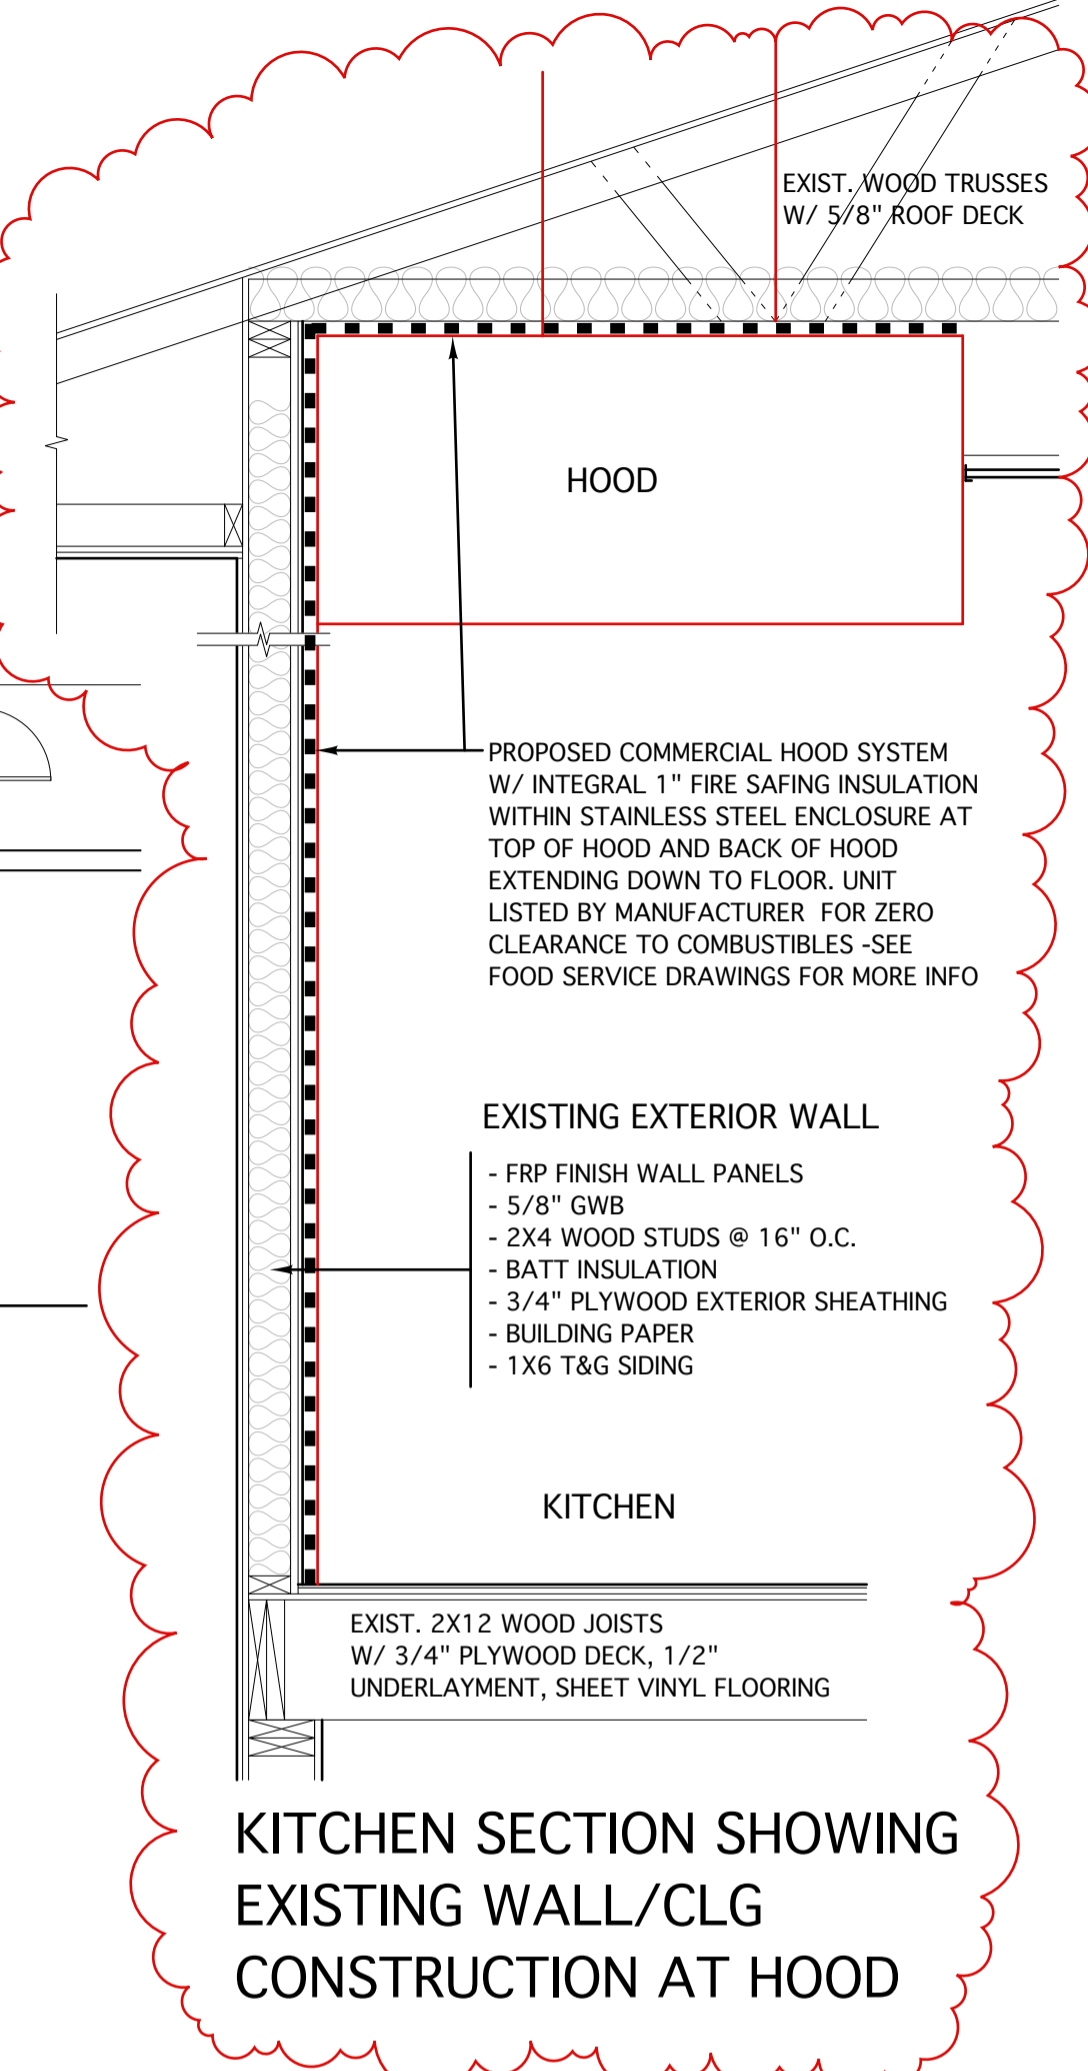 EXIST. WOOD TRUSSES
W/ 5/8" ROOF DECK
HOOD
PROPOSED COMMERCIAL HOOD SYSTEM
W/ INTEGRAL 1" FIRE SAFING INSULATION
WITHIN STAINLESS STEEL ENCLOSURE AT
TOP OF HOOD AND BACK OF HOOD
EXTENDING DOWN TO FLOOR. UNIT
LISTED BY MANUFACTURER FOR ZERO
CLEARANCE TO COMBUSTIBLES -SEE
FOOD SERVICE DRAWINGS FOR MORE INFO
EXISTING EXTERIOR WALL
- FRP FINISH WALL PANELS
- 5/8" GWB
- 2X4 WOOD STUDS @ 16" O.C.
- BATT INSULATION
- 3/4" PLYWOOD EXTERIOR SHEATHING
- BUILDING PAPER
- 1X6 T&G SIDING
KITCHEN
EXIST. 2X12 WOOD JOISTS
W/ 3/4" PLYWOOD DECK, 1/2"
UNDERLAYMENT, SHEET VINYL FLOORING
KITCHEN SECTION SHOWING
EXISTING WALL/CLG
CONSTRUCTION AT HOOD